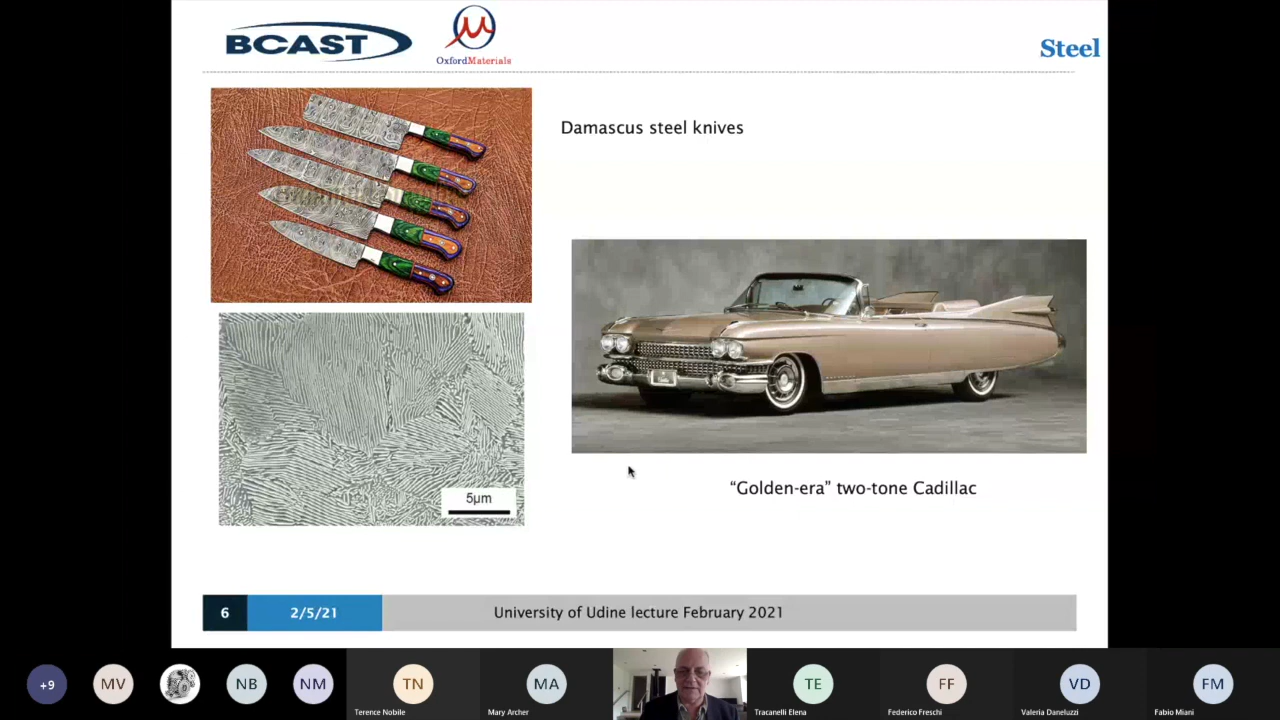 BCAST
OxfordMaterials
Steel
Damascus steel knives
5µm
“Golden-era” two-tone Cadillac
6
2/5/21
University of Udine lecture February 2021
+9
MV
NB
NM
TN
Terence Nobile
MA
Mary Archer
TE
Tracanelli Elena
FF
Federico Freschi
VD
Valeria Daneluzzi
FM
Fabio Miani